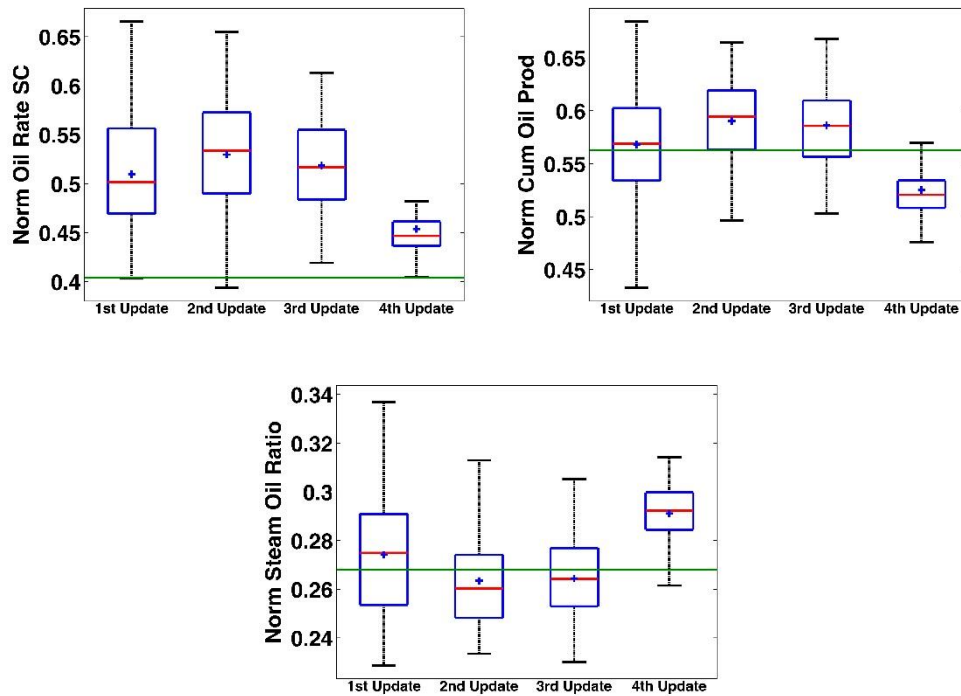 Norm Oil Rate SC
0.65
0.6
0.55
0.5
0.45
0.4
1st Update 2nd Update 3rd Update 4th Update
Norm Cum Oil Prod
0.65
0.6
0.55
0.5
0.45
1st Update 2nd Update 3rd Update 4th Update
Norm Steam Oil Ratio
0.34
0.32
0.3
0.28
0.26
0.24
1st Update 2nd Update 3rd Update 4th Update